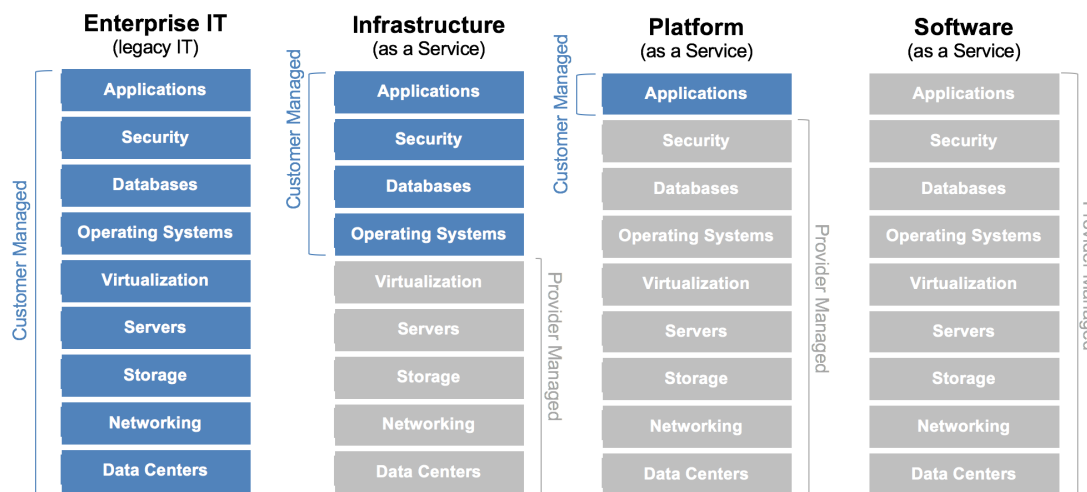 Enterprise IT
(legacy IT)
Customer Managed
Applications
Security
Databases
Operating Systems
Virtualization
Servers
Storage
Networking
Data Centers
Infrastructure
(as a Service)
Customer Managed
Applications
Security
Databases
Operating Systems
Virtualization
Servers
Storage
Networking
Data Centers
Provider Managed
Platform
(as a Service)
Customer Managed
Applications
Security
Databases
Operating Systems
Virtualization
Servers
Storage
Networking
Data Centers
Provider Managed
Software
(as a Service)
Applications
Security
Databases
Operating Systems
Virtualization
Servers
Storage
Networking
Data Centers
Provider Managed